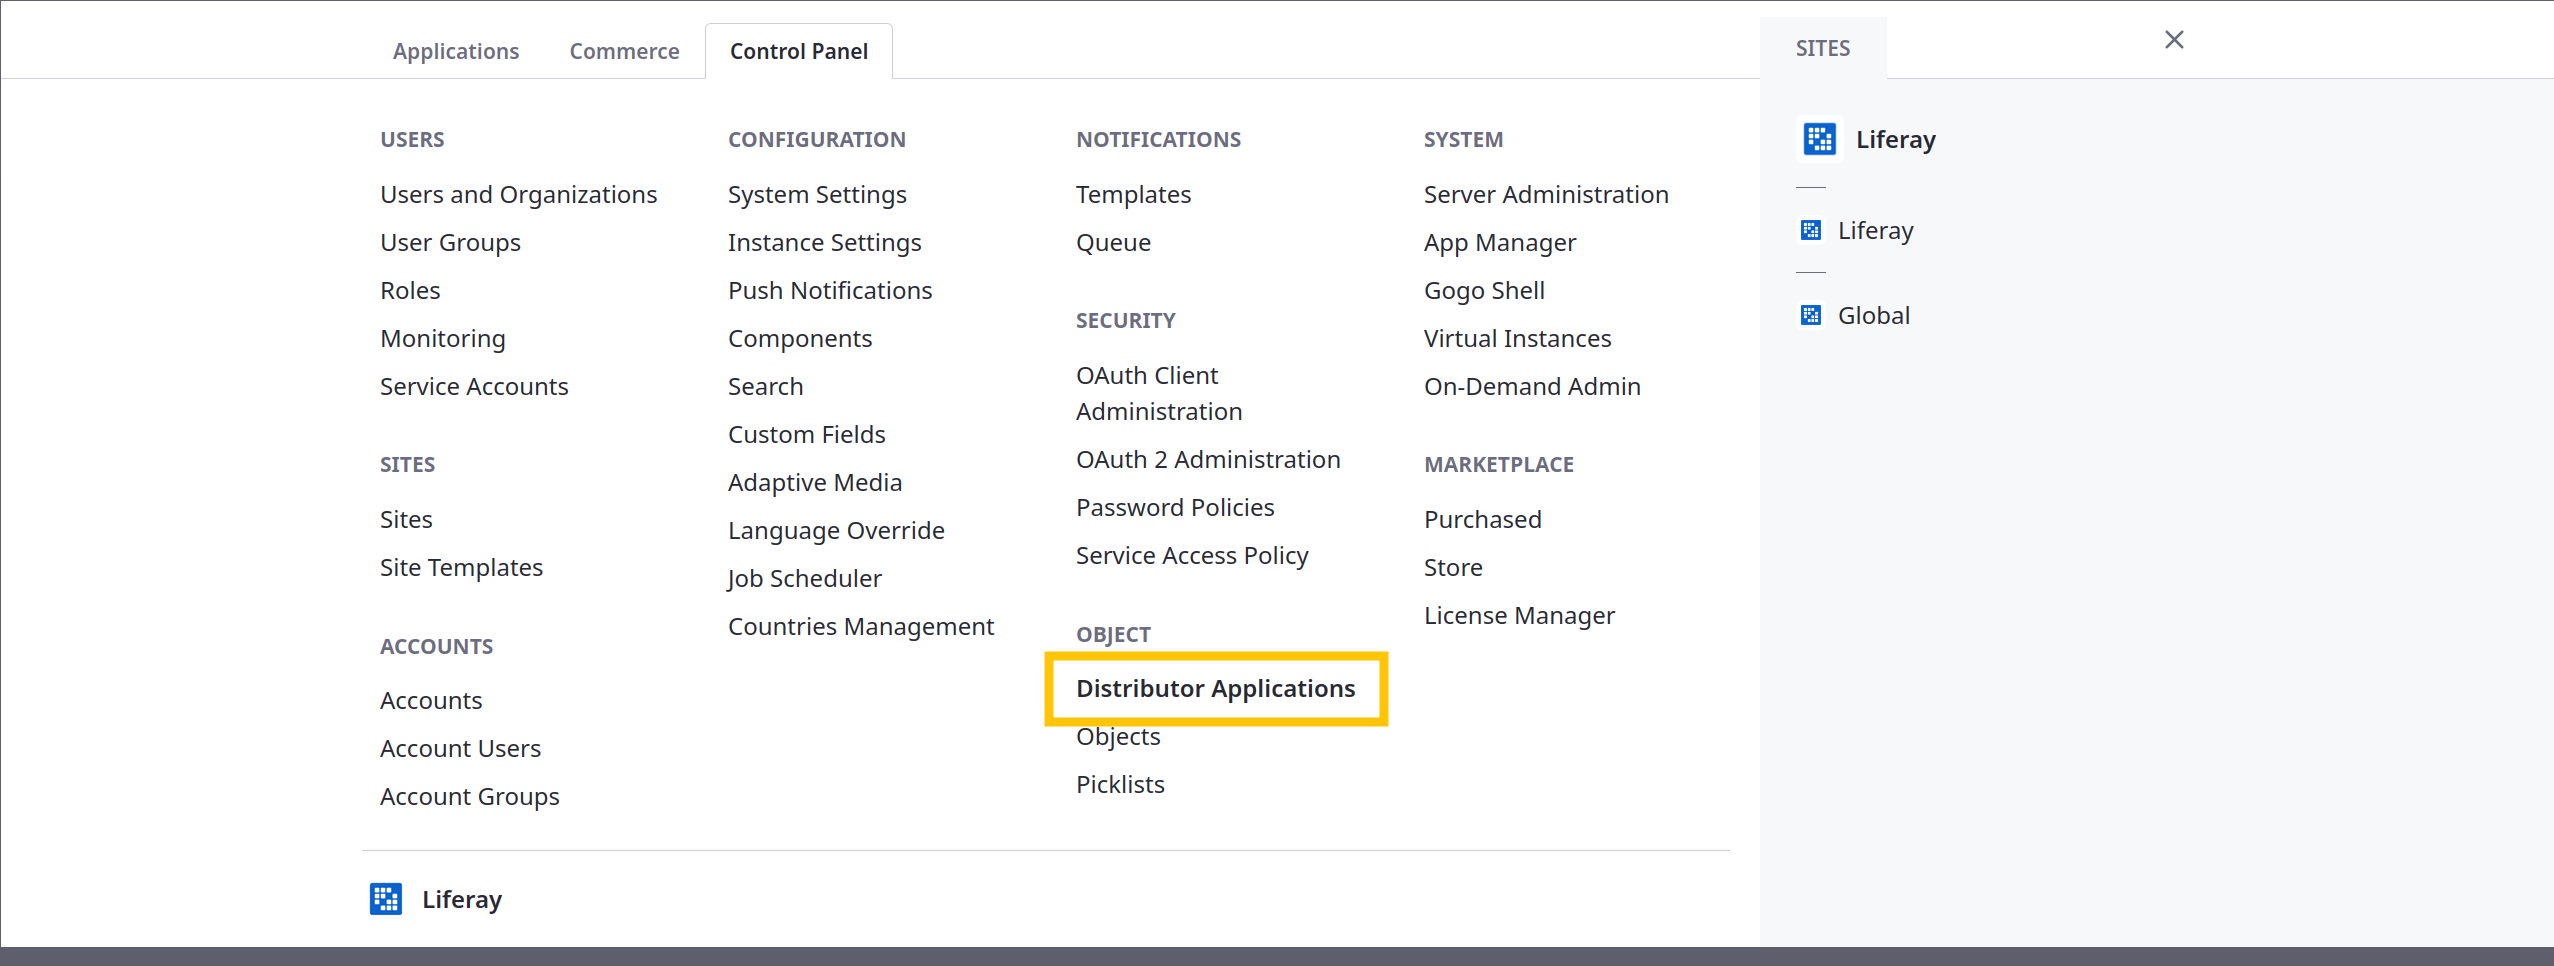 Applications
Commerce
Control Panel
SITES
USERS
Users and Organizations
User Groups
Roles
Monitoring
Service Accounts
SITES
Sites
Site Templates
ACCOUNTS
Accounts
Account Users
Account Groups
CONFIGURATION
System Settings
Instance Settings
Push Notifications
Components
Search
Custom Fields
Adaptive Media
Language Override
Job Scheduler
Countries Management
NOTIFICATIONS
Templates
Queue
SECURITY
OAuth Client
Administration
OAuth 2 Administration
Password Policies
Service Access Policy
OBJECT
Distributor Applications
Objects
Picklists
SYSTEM
Server Administration
App Manager
Gogo Shell
Virtual Instances
On-Demand Admin
MARKETPLACE
Purchased
Store
License Manager
Liferay
Liferay
Global
Liferay